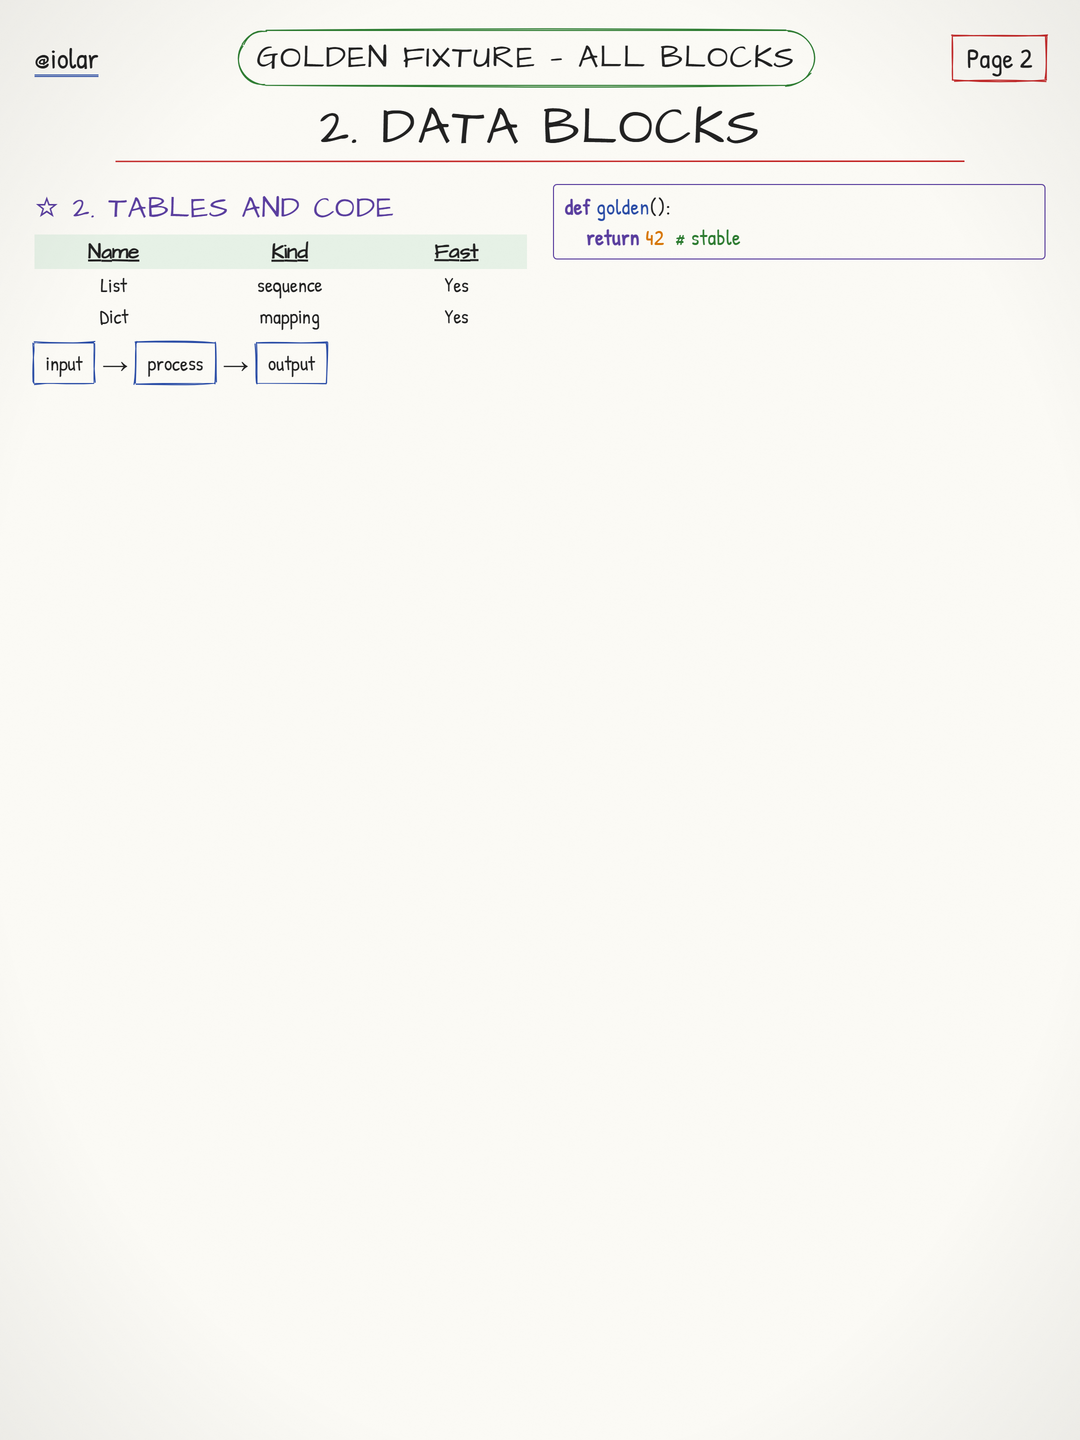 @iolar
GOLDEN FIXTURE - ALL BLOCKS
Page 2
2. DATA BLOCKS
☆ 2. TABLES AND CODE
Name Kind Fast
List sequence Yes
Dict mapping Yes
input → process → output
def golden():
    return 42 # stable